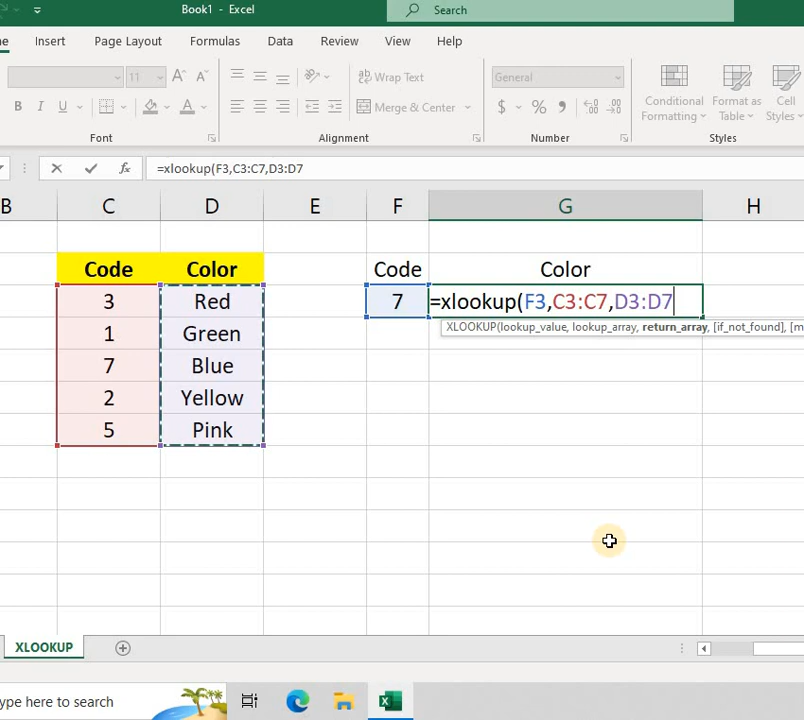 Book1 - Excel
Search
Insert
Page Layout
Formulas
Data
Review
View
Help
11
A
A
ab Wrap Text
General
B I U
A
Merge & Center
$ %
Conditional Formatting
Format as Table
Cell Styles
Font
Alignment
Number
Styles
fx
=xlookup(F3,C3:C7,D3:D7
B C D E F G H
Code Color Code Color
3 Red 7 =xlookup(F3,C3:C7,D3:D7
XLOOKUP(lookup_value, lookup_array, return_array, [if_not_found], [m
1 Green
7 Blue
2 Yellow
5 Pink
XLOOKUP
ype here to search